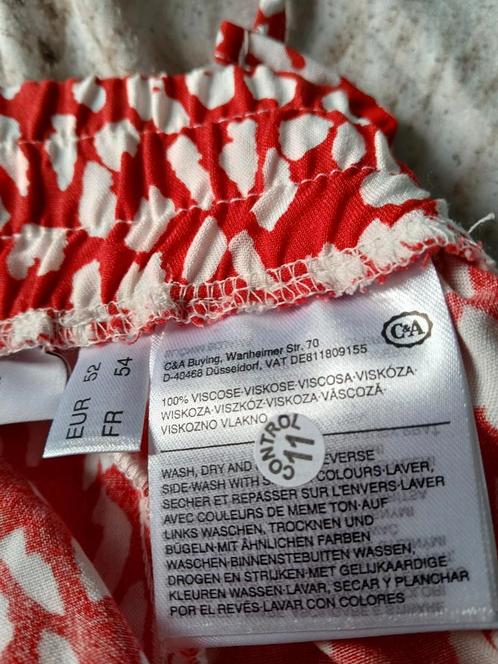 EUR 52
FR 54
C&A
C&A Buying, Wanheimer Str. 70
D-40468 Düsseldorf, VAT DE811809155
100% VISCOSE·VISKOSE·VISCOSA·VISKÓZA·
WISKOZA·VISZKÓZ·VISKOZA·VÂSCOZĂ·
VISKOZNO VLAKNO
CONTROL
11
WASH, DRY AND REVERSE
SIDE·WASH WITH COLOURS·LAVER,
SECHER ET REPASSER SUR L'ENVERS·LAVER
AVEC COULEURS DE MEME TON·AUF
LINKS WASCHEN, TROCKNEN UND
BÜGELN·MIT ÄHNLICHEN FARBEN
WASCHEN·BINNENSTEBUITEN WASSEN,
DROGEN EN STRIJKEN·MET GELIJKAARDIGE
KLEUREN WASSEN·LAVAR, SECAR Y PLANCHAR
POR EL REVÉS·LAVAR CON COLORES